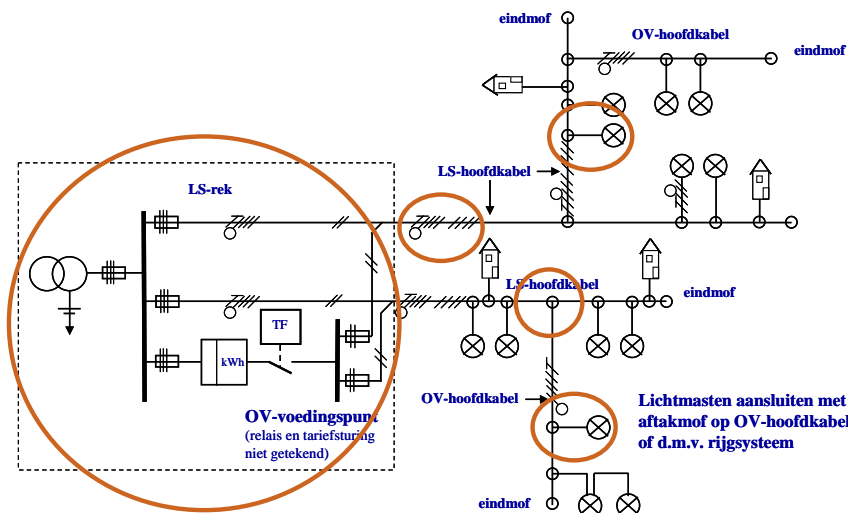 eindmof
OV-hoofdkabel
eindmof
LS-hoofdkabel
LS-rek
LS-hoofdkabel
eindmof
TF
kWh
OV-voedingspunt
(relais en tariefsturing
niet getekend)
OV-hoofdkabel
Lichtmasten aansluiten met
aftakmof op OV-hoofdkabel
of d.m.v. rijgsysteem
eindmof